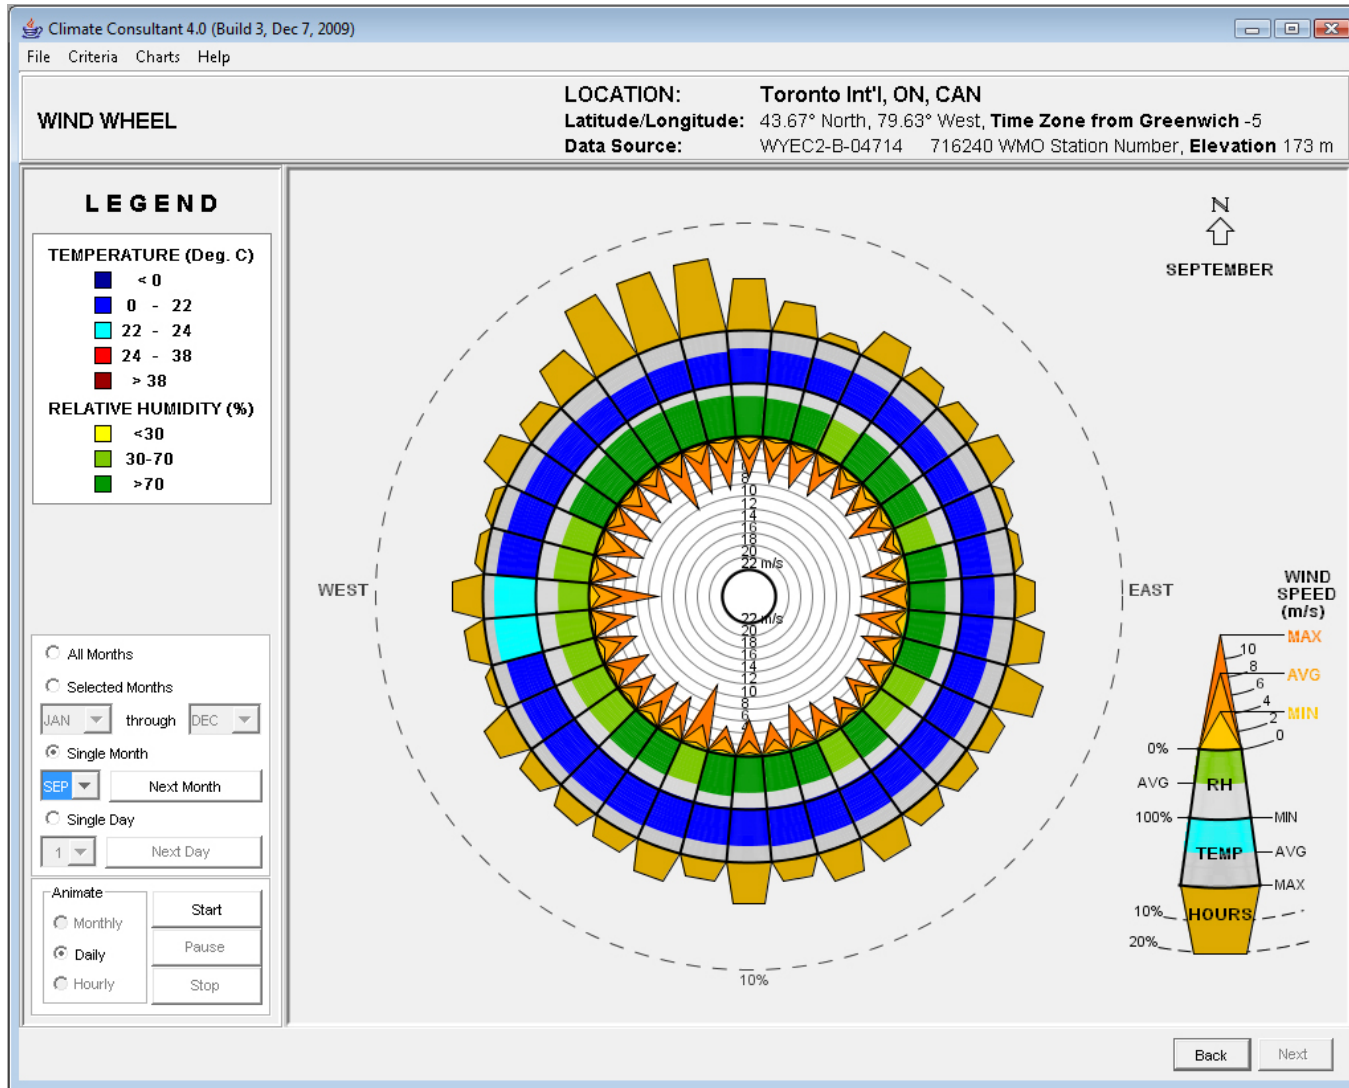 Climate Consultant 4.0 (Build 3, Dec 7, 2009)
File Criteria Charts Help
WIND WHEEL
LOCATION: Toronto Int'l, ON, CAN
Latitude/Longitude: 43.67° North, 79.63° West, Time Zone from Greenwich -5
Data Source: WYEC2-B-04714 716240 WMO Station Number, Elevation 173 m
LEGEND
TEMPERATURE (Deg. C)
< 0
0 - 22
22 - 24
24 - 38
> 38
RELATIVE HUMIDITY (%)
<30
30-70
>70
All Months
Selected Months
JAN through DEC
Single Month
SEP Next Month
Single Day
1 Next Day
Animate
Monthly
Daily
Hourly
Start
Pause
Stop
N
SEPTEMBER
8
10
12
14
16
18
20
22 m/s
WEST
EAST
22 m/s
20
18
16
14
12
10
8
6
4
10%
WIND
SPEED
(m/s)
MAX
10
8 AVG
6
4 MIN
2
0% 0
AVG RH
100% MIN
TEMP AVG
MAX
10% HOURS
20%
Back Next